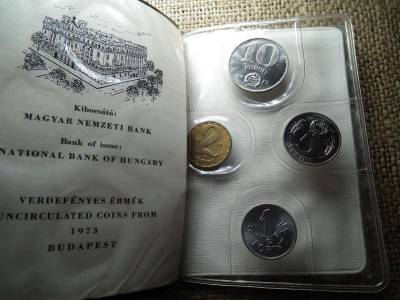 Kibocsátó:
MAGYAR NEMZETI BANK
Bank of issue:
NATIONAL BANK OF HUNGARY
VERDEFÉNYES ÉRMÉK
UNCIRCULATED COINS FROM
1973
BUDAPEST
10
FORINT
2
1
FORINT